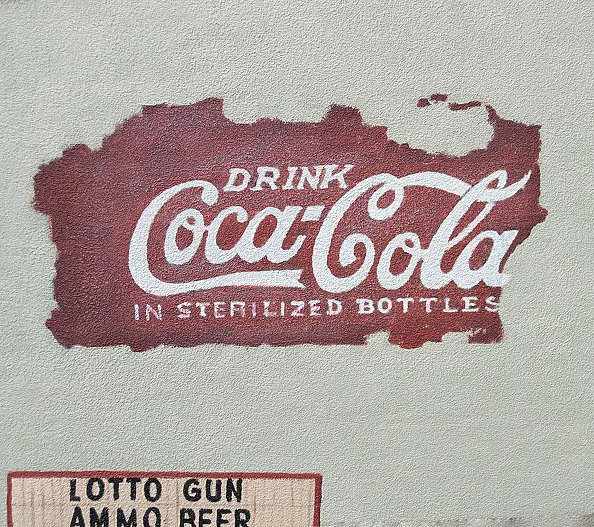 DRINK
Coca-Cola
IN STERILIZED BOTTLES
LOTTO GUN
AMMO BEER